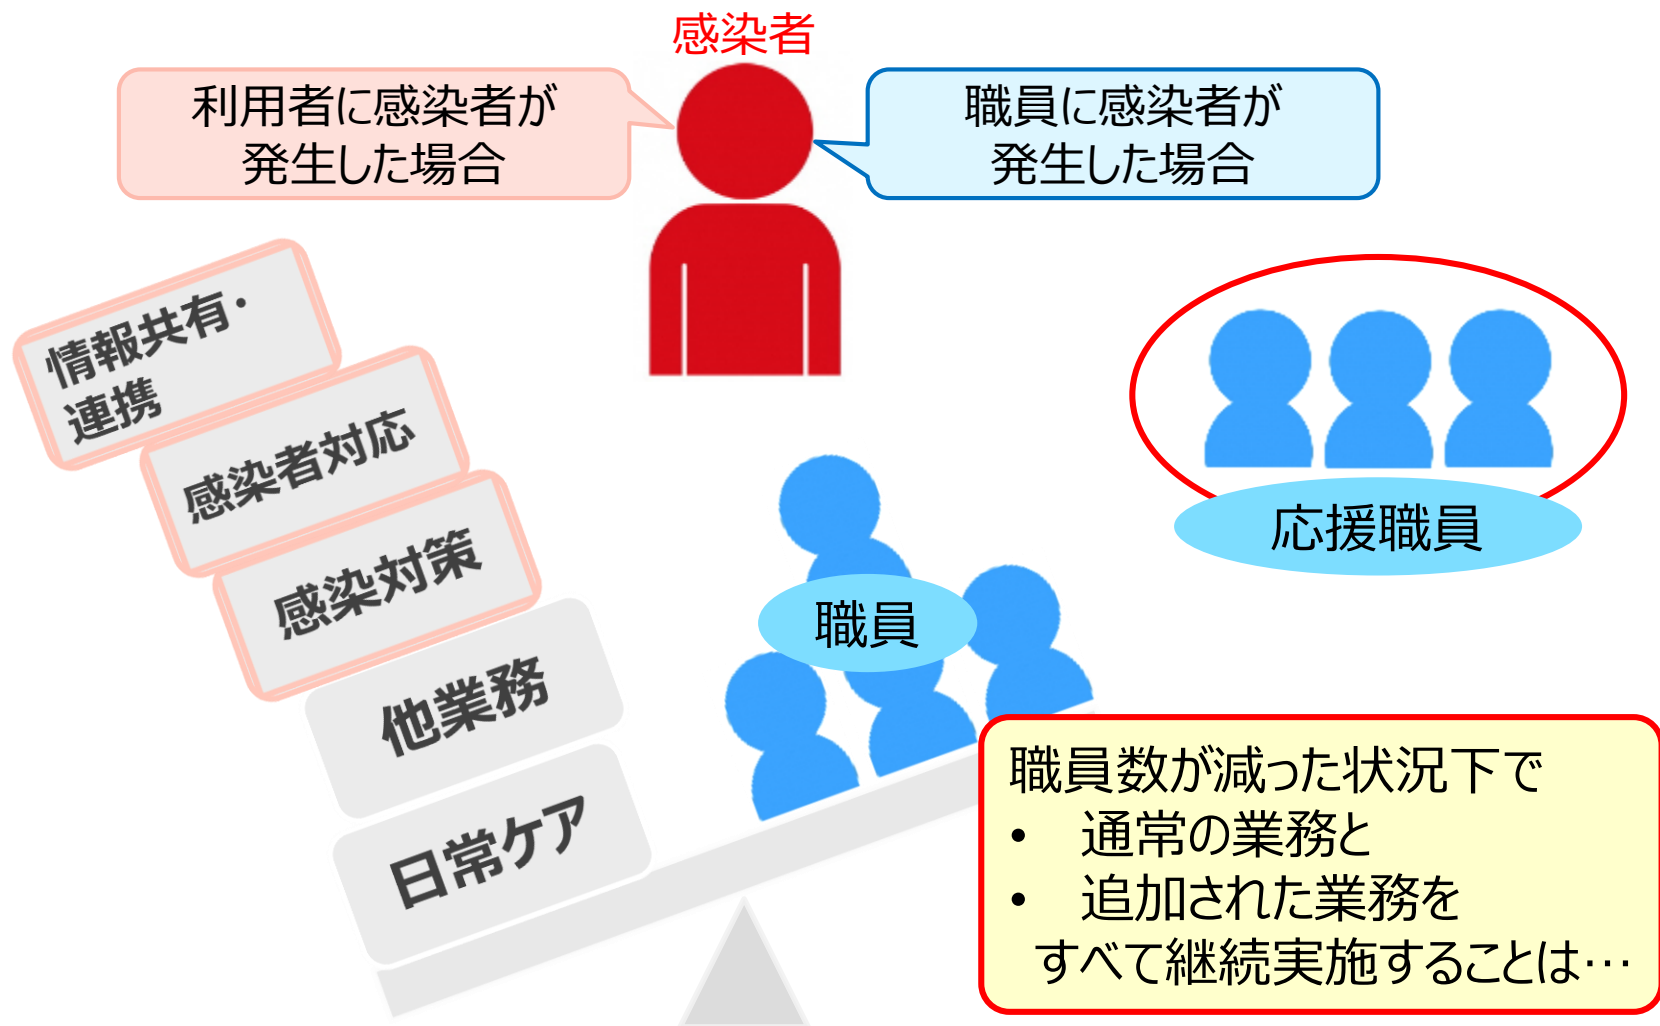 感染者
利用者に感染者が
発生した場合
職員に感染者が
発生した場合
情報共有・
連携
感染者対応
感染対策
他業務
日常ケア
応援職員
職員
職員数が減った状況下で
• 通常の業務と
• 追加された業務を
すべて継続実施することは…